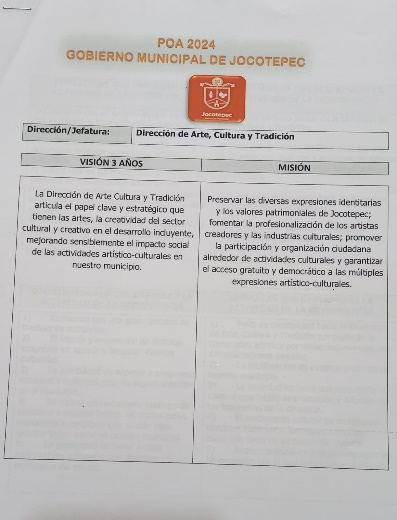 POA 2024
GOBIERNO MUNICIPAL DE JOCOTEPEC
Jocotepec
Dirección/Jefatura:
Dirección de Arte, Cultura y Tradición
VISIÓN 3 AÑOS
MISIÓN
La Dirección de Arte Cultura y Tradición
articula el papel clave y estratégico que
tienen las artes, la creatividad del sector
cultural y creativo en el desarrollo incluyente,
mejorando sensiblemente el impacto social
de las actividades artístico-culturales en
nuestro municipio.
Preservar las diversas expresiones identitarias
y los valores patrimoniales de Jocotepec;
fomentar la profesionalización de los artistas
creadores y las industrias culturales; promover
la participación y organización ciudadana
alrededor de actividades culturales y garantizar
el acceso gratuito y democrático a las múltiples
expresiones artístico-culturales.